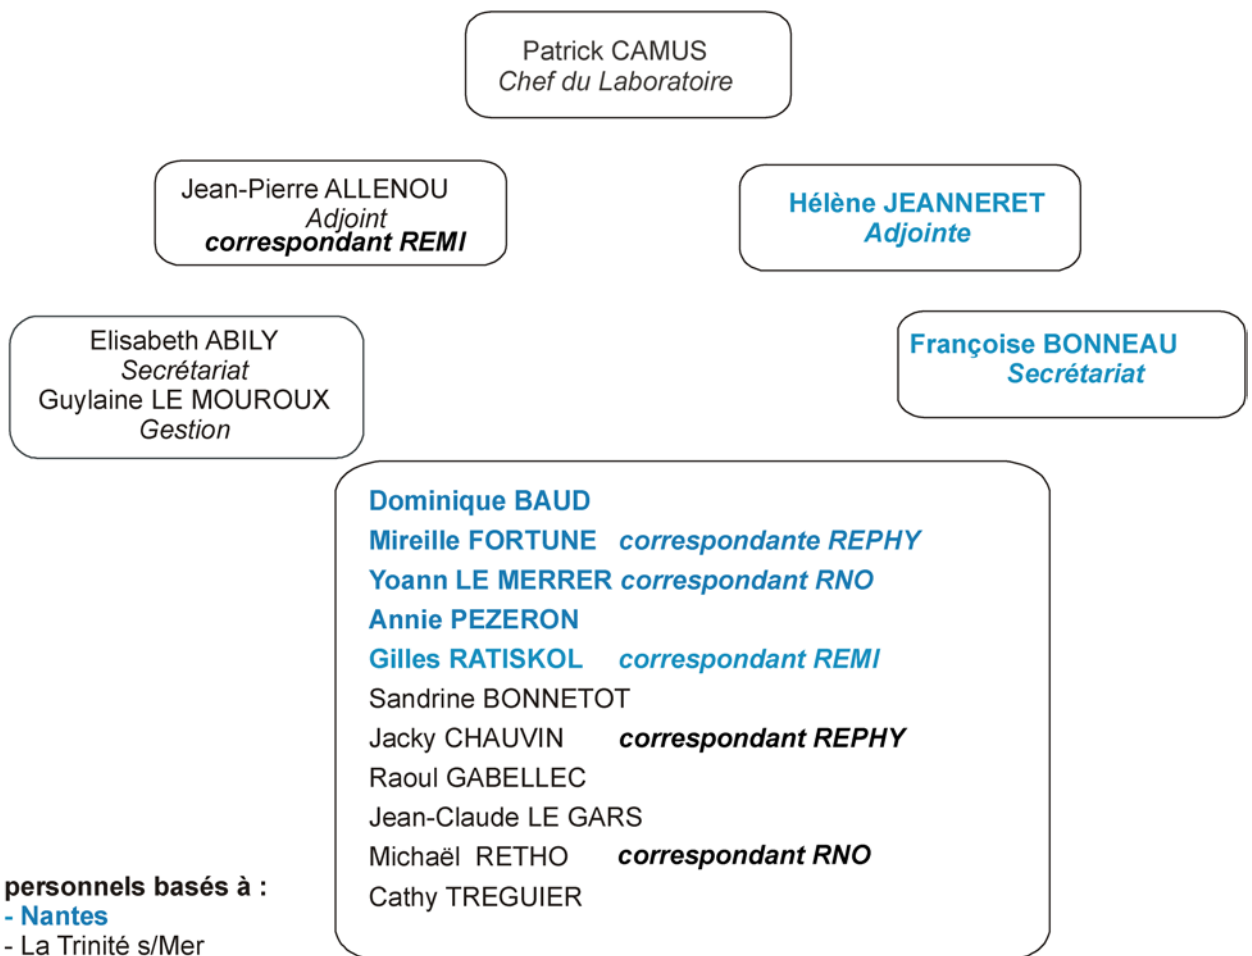 Patrick CAMUS
Chef du Laboratoire
Jean-Pierre ALLENOU
Adjoint
correspondant REMI
Hélène JEANNERET
Adjointe
Elisabeth ABILY
Secrétariat
Guylaine LE MOUROUX
Gestion
Françoise BONNEAU
Secrétariat
Dominique BAUD
Mireille FORTUNE correspondante REPHY
Yoann LE MERRER correspondant RNO
Annie PEZERON
Gilles RATISKOL correspondant REMI
Sandrine BONNETOT
Jacky CHAUVIN correspondant REPHY
Raoul GABELLEC
Jean-Claude LE GARS
Michaël RETHO correspondant RNO
Cathy TREGUIER
personnels basés à :
- Nantes
- La Trinité s/Mer